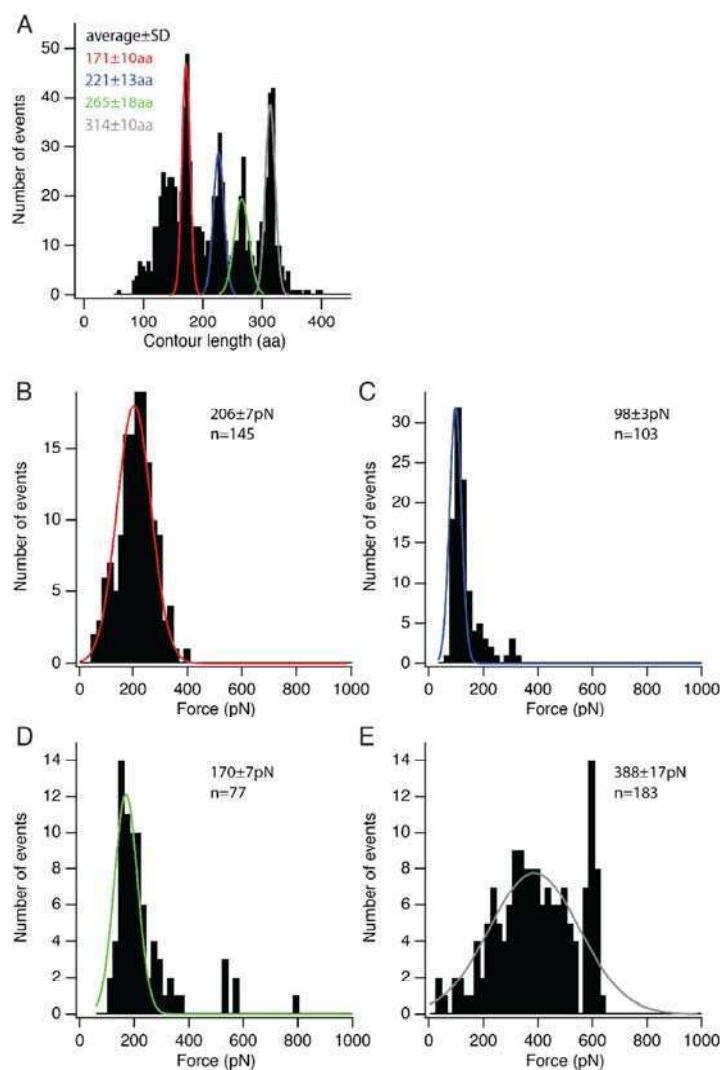 A
average±SD
171±10aa
221±13aa
265±18aa
314±10aa
50
40
30
20
10
0
Number of events
0 100 200 300 400
Contour length (aa)
B
206±7pN
n=145
15
10
5
0
Number of events
0 200 400 600 800 1000
Force (pN)
C
98±3pN
n=103
30
25
20
15
10
5
0
Number of events
0 200 400 600 800 1000
Force (pN)
D
170±7pN
n=77
14
12
10
8
6
4
2
0
Number of events
0 200 400 600 800 1000
Force (pN)
E
388±17pN
n=183
14
12
10
8
6
4
2
0
Number of events
0 200 400 600 800 1000
Force (pN)